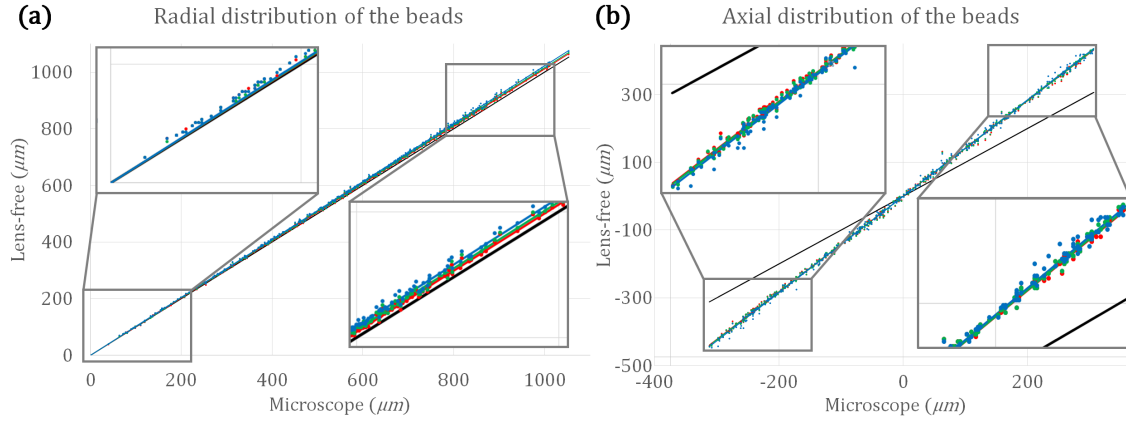 (a) Radial distribution of the beads
Lens-free (μm)
1000
800
600
400
200
0
0 200 400 600 800 1000
Microscope (μm)
(b) Axial distribution of the beads
Lens-free (μm)
300
100
-100
-300
-500
-400 -200 0 200
Microscope (μm)